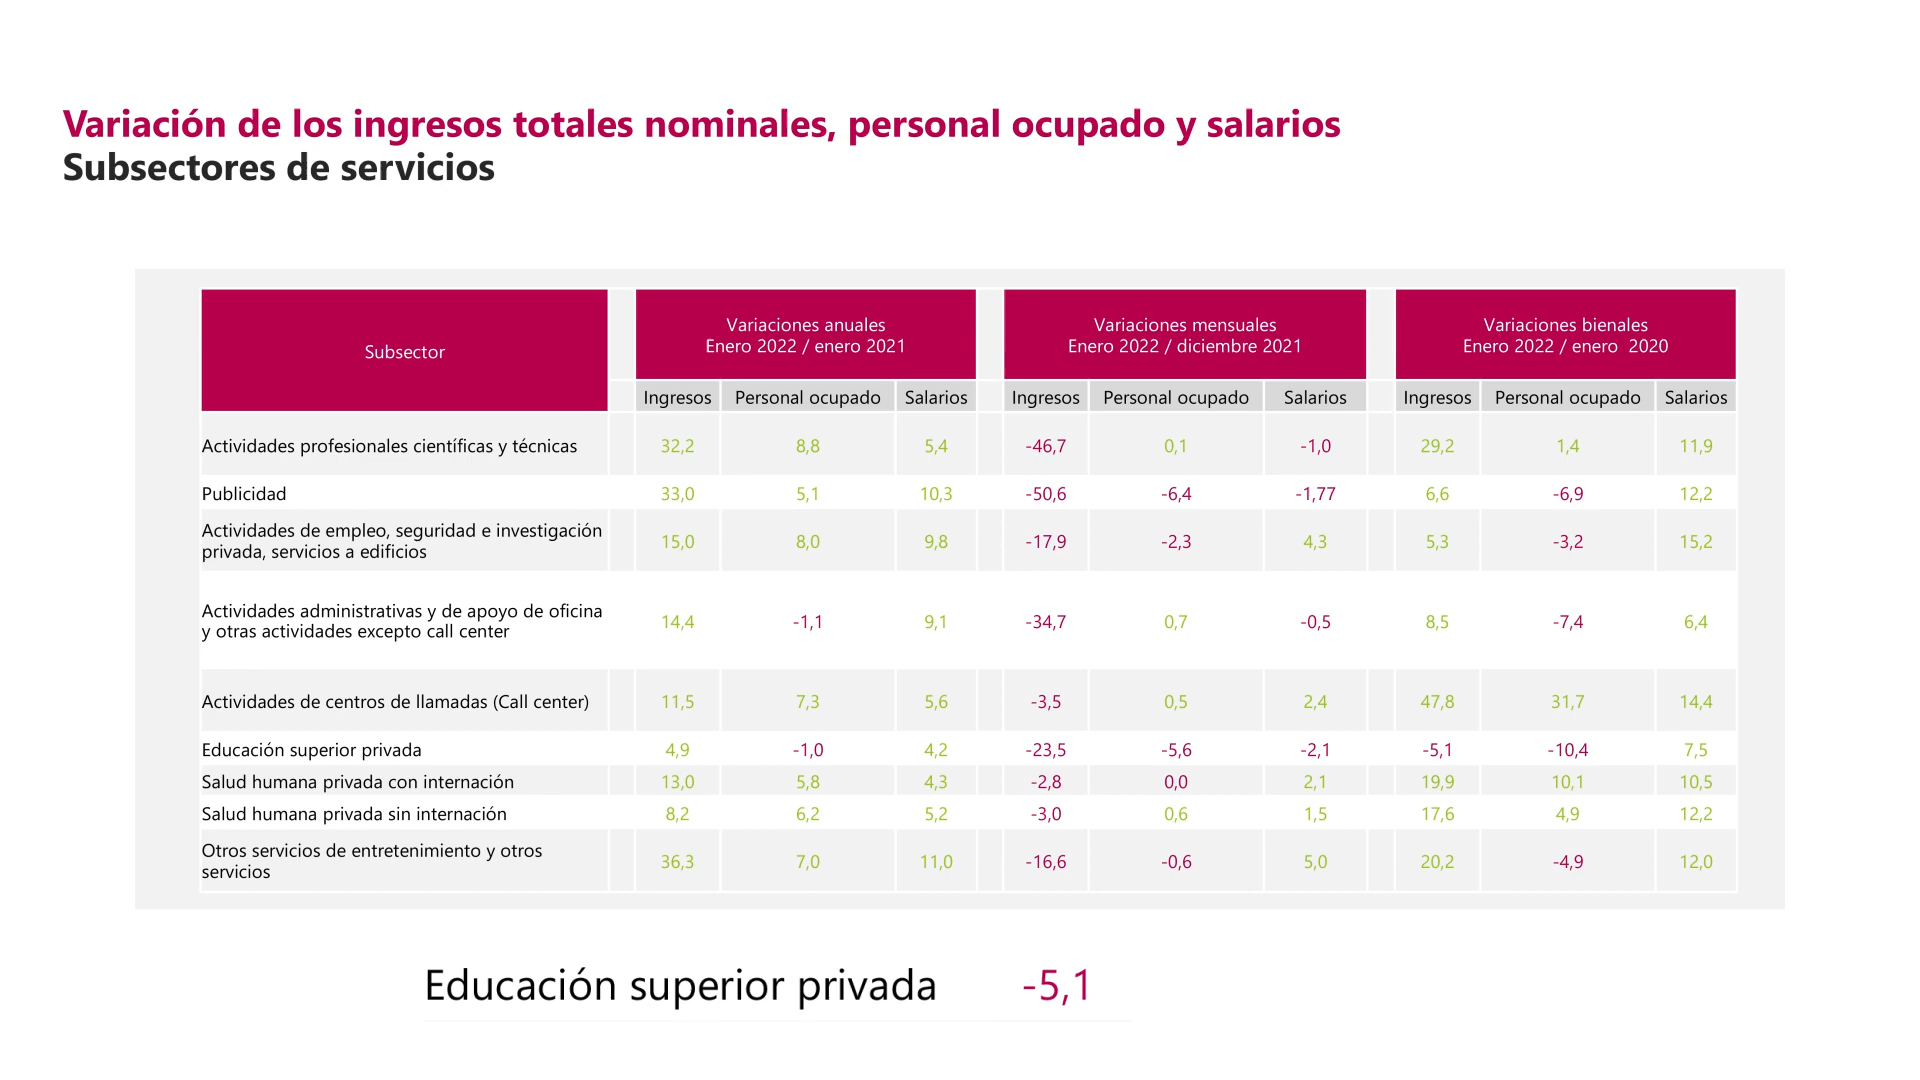 Variación de los ingresos totales nominales, personal ocupado y salarios
Subsectores de servicios
Subsector
Variaciones anuales
Enero 2022 / enero 2021
Variaciones mensuales
Enero 2022 / diciembre 2021
Variaciones bienales
Enero 2022 / enero 2020
Ingresos Personal ocupado Salarios Ingresos Personal ocupado Salarios Ingresos Personal ocupado Salarios
Actividades profesionales científicas y técnicas 32,2 8,8 5,4 -46,7 0,1 -1,0 29,2 1,4 11,9
Publicidad 33,0 5,1 10,3 -50,6 -6,4 -1,77 6,6 -6,9 12,2
Actividades de empleo, seguridad e investigación
privada, servicios a edificios 15,0 8,0 9,8 -17,9 -2,3 4,3 5,3 -3,2 15,2
Actividades administrativas y de apoyo de oficina
y otras actividades excepto call center 14,4 -1,1 9,1 -34,7 0,7 -0,5 8,5 -7,4 6,4
Actividades de centros de llamadas (Call center) 11,5 7,3 5,6 -3,5 0,5 2,4 47,8 31,7 14,4
Educación superior privada 4,9 -1,0 4,2 -23,5 -5,6 -2,1 -5,1 -10,4 7,5
Salud humana privada con internación 13,0 5,8 4,3 -2,8 0,0 2,1 19,9 10,1 10,5
Salud humana privada sin internación 8,2 6,2 5,2 -3,0 0,6 1,5 17,6 4,9 12,2
Otros servicios de entretenimiento y otros
servicios 36,3 7,0 11,0 -16,6 -0,6 5,0 20,2 -4,9 12,0
Educación superior privada -5,1